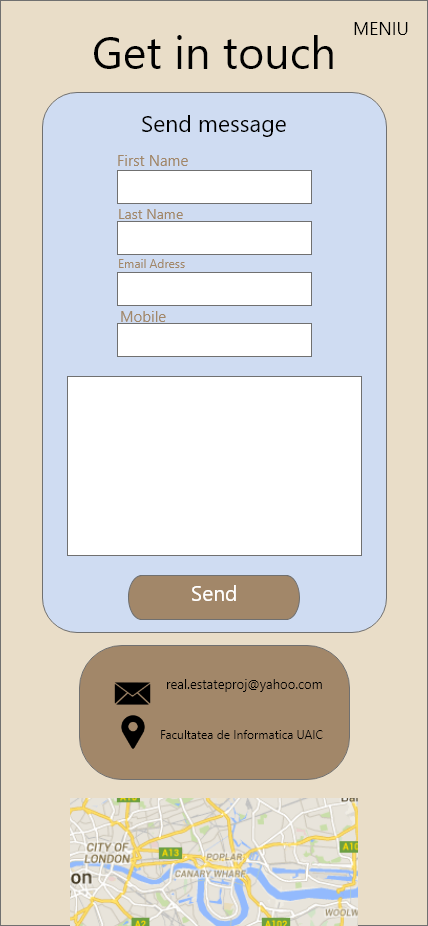 MENIU
Get in touch
Send message
First Name
Last Name
Email Adress
Mobile
Send
real.estateproj@yahoo.com
Facultatea de Informatica UAIC
A13
CITY OF
LONDON
A13
POPLAR
A10
on
CANARY WHARF
WOOLW
A2
A102